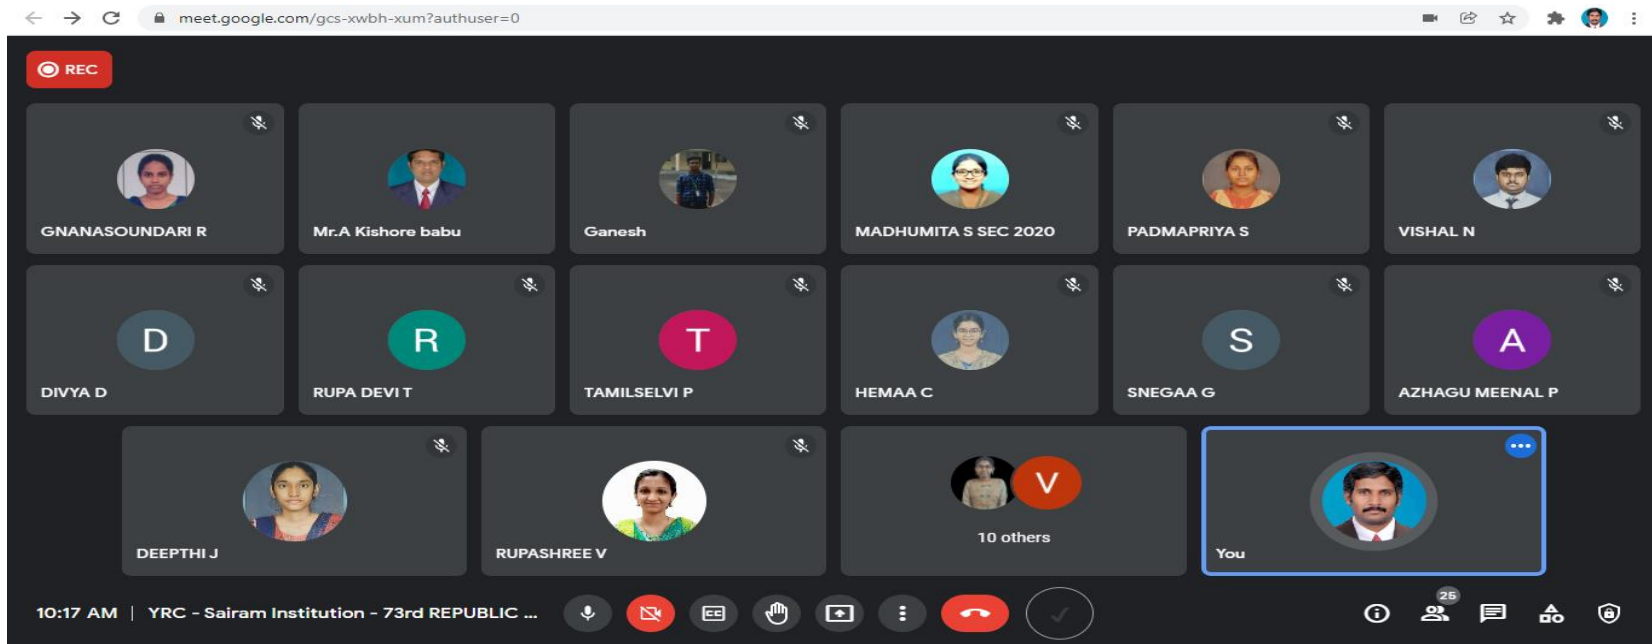 meet.google.com/gcs-xwbh-xum?authuser=0
REC
GNANASOUNDARI R
Mr.A Kishore babu
Ganesh
MADHUMITA S SEC 2020
PADMAPRIYA S
VISHAL N
D
R
T
S
A
DIVYA D
RUPA DEVI T
TAMILSELVI P
HEMAA C
SNEGAA G
AZHAGU MEENAL P
V
10 others
DEEPTHI J
RUPASHREE V
You
10:17 AM | YRC - Sairam Institution - 73rd REPUBLIC ...
CC
25